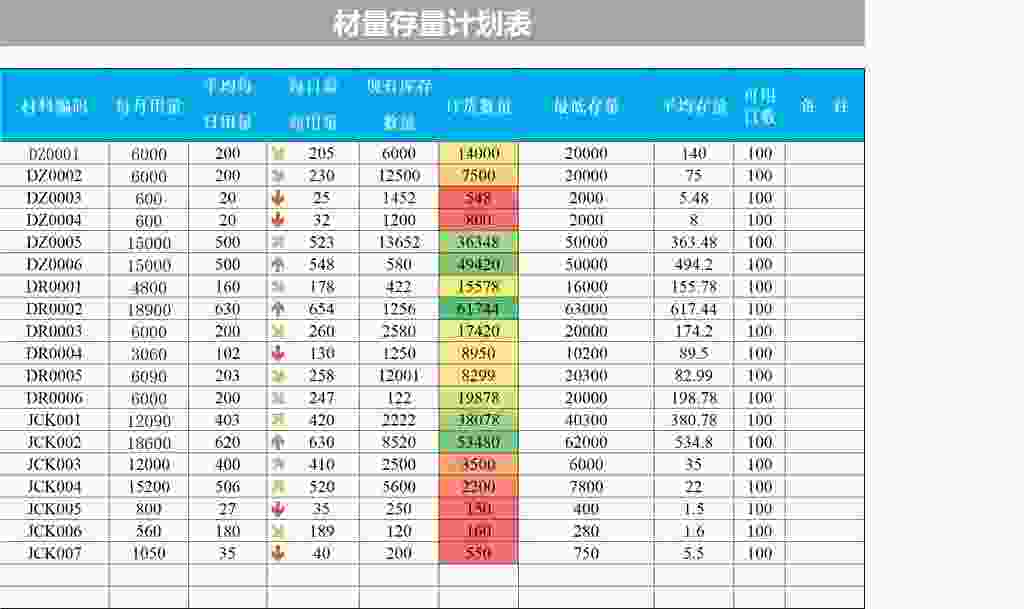 材量存量计划表
材料编码 每月用量 平均每日用量 每日最高用量 现有库存数量 订货数量 最低存量 平均存量 可用日数 备 注
DZ0001 6000 200 205 6000 14000 20000 140 100
DZ0002 6000 200 230 12500 7500 20000 75 100
DZ0003 600 20 25 1452 548 2000 5.48 100
DZ0004 600 20 32 1200 800 2000 8 100
DZ0005 15000 500 523 13652 36348 50000 363.48 100
DZ0006 15000 500 548 580 49420 50000 494.2 100
DR0001 4800 160 178 422 15578 16000 155.78 100
DR0002 18900 630 654 1256 61744 63000 617.44 100
DR0003 6000 200 260 2580 17420 20000 174.2 100
DR0004 3060 102 130 1250 8950 10200 89.5 100
DR0005 6090 203 258 12001 8299 20300 82.99 100
DR0006 6000 200 247 122 19878 20000 198.78 100
JCK001 12090 403 420 2222 38078 40300 380.78 100
JCK002 18600 620 630 8520 53480 62000 534.8 100
JCK003 12000 400 410 2500 3500 6000 35 100
JCK004 15200 506 520 5600 2200 7800 22 100
JCK005 800 27 35 250 150 400 1.5 100
JCK006 560 180 189 120 160 280 1.6 100
JCK007 1050 35 40 200 550 750 5.5 100